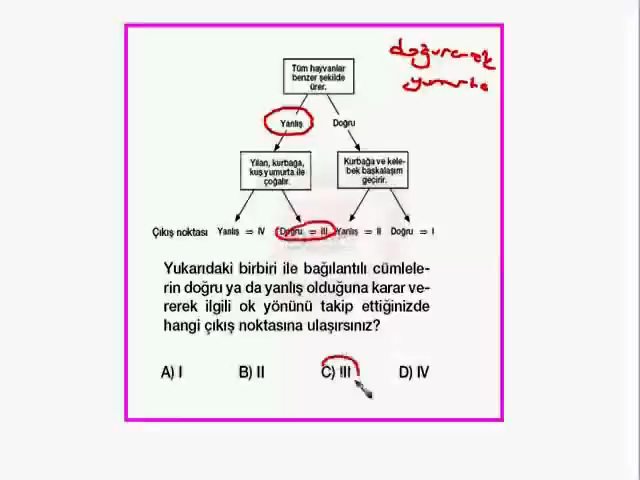 doğurarak
yumurta
Tüm hayvanlar
benzer şekilde
ürer.
Yanlış Doğru
Yılan, kurbağa,
kuş yumurta ile
çoğalır.
Kurbağa ve kele-
bek başkalaşım
geçirir.
Çıkış noktası Yanlış = IV Doğru = III Yanlış = II Doğru = I
Yukarıdaki birbiri ile bağılantılı cümlele-
rin doğru ya da yanlış olduğuna karar ve-
rerek ilgili ok yönünü takip ettiğinizde
hangi çıkış noktasına ulaşırsınız?
A) I B) II C) III D) IV